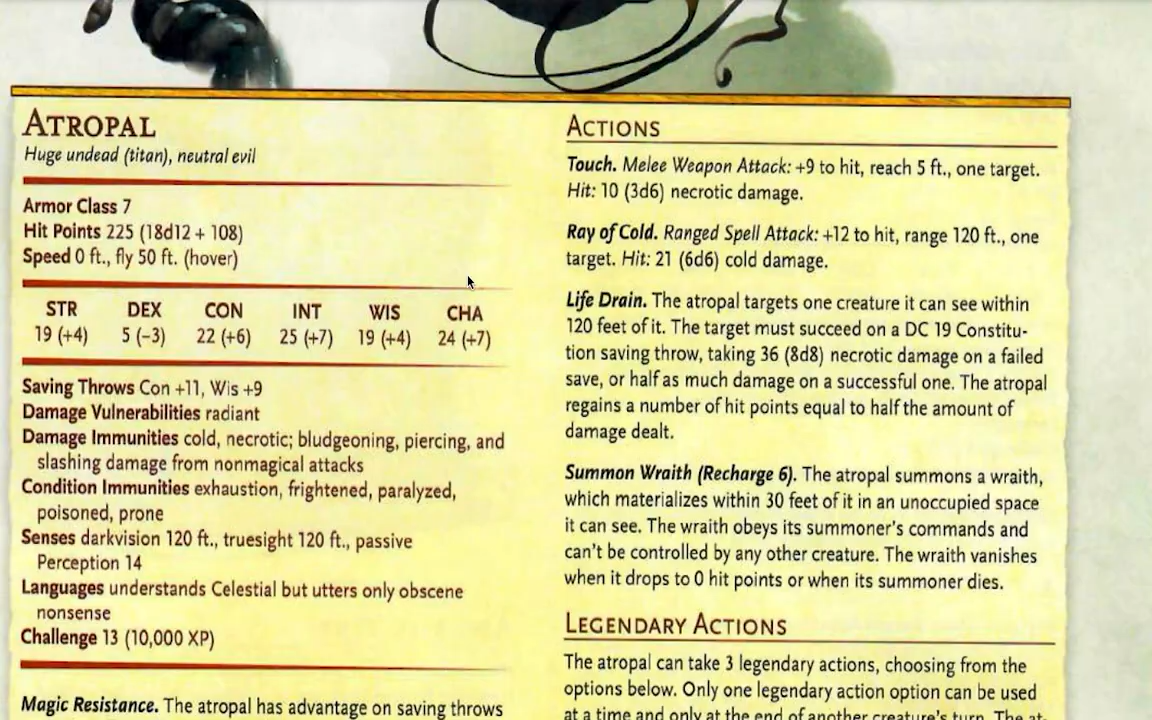 ATROPAL
Huge undead (titan), neutral evil
Armor Class 7
Hit Points 225 (18d12 + 108)
Speed 0 ft., fly 50 ft. (hover)
STR DEX CON INT WIS CHA
19 (+4) 5 (−3) 22 (+6) 25 (+7) 19 (+4) 24 (+7)
Saving Throws Con +11, Wis +9
Damage Vulnerabilities radiant
Damage Immunities cold, necrotic; bludgeoning, piercing, and
slashing damage from nonmagical attacks
Condition Immunities exhaustion, frightened, paralyzed,
poisoned, prone
Senses darkvision 120 ft., truesight 120 ft., passive
Perception 14
Languages understands Celestial but utters only obscene
nonsense
Challenge 13 (10,000 XP)
Magic Resistance. The atropal has advantage on saving throws
ACTIONS
Touch. Melee Weapon Attack: +9 to hit, reach 5 ft., one target.
Hit: 10 (3d6) necrotic damage.
Ray of Cold. Ranged Spell Attack: +12 to hit, range 120 ft., one
target. Hit: 21 (6d6) cold damage.
Life Drain. The atropal targets one creature it can see within
120 feet of it. The target must succeed on a DC 19 Constitu-
tion saving throw, taking 36 (8d8) necrotic damage on a failed
save, or half as much damage on a successful one. The atropal
regains a number of hit points equal to half the amount of
damage dealt.
Summon Wraith (Recharge 6). The atropal summons a wraith,
which materializes within 30 feet of it in an unoccupied space
it can see. The wraith obeys its summoner's commands and
can't be controlled by any other creature. The wraith vanishes
when it drops to 0 hit points or when its summoner dies.
LEGENDARY ACTIONS
The atropal can take 3 legendary actions, choosing from the
options below. Only one legendary action option can be used
at a time and only at the end of another creature's turn. The at-